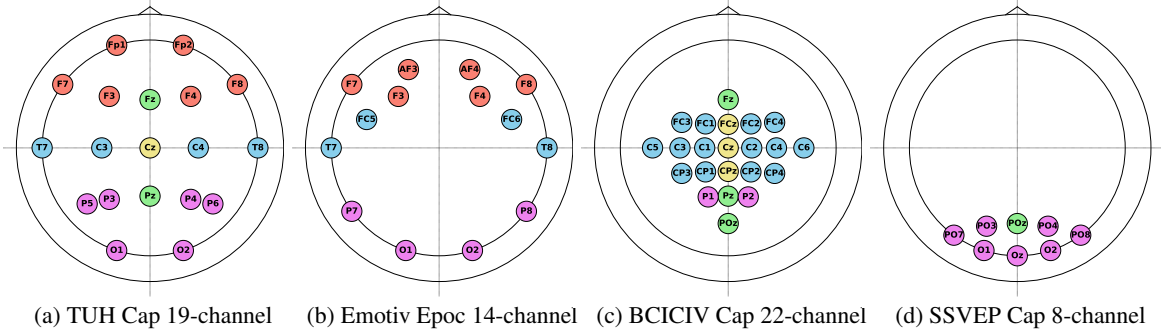 Fp1 Fp2
F7 F3 Fz F4 F8
T7 C3 Cz C4 T8
P5 P3 Pz P4 P6
O1 O2
(a) TUH Cap 19-channel
AF3 AF4
F7 F3 F4 F8
FC5 FC6
T7 T8
P7 P8
O1 O2
(b) Emotiv Epoc 14-channel
Fz
FC3 FC1 FCz FC2 FC4
C5 C3 C1 Cz C2 C4 C6
CP3 CP1 CPz CP2 CP4
P1 Pz P2
POz
(c) BCICIV Cap 22-channel
PO7 PO3 POz PO4 PO8
O1 Oz O2
(d) SSVEP Cap 8-channel